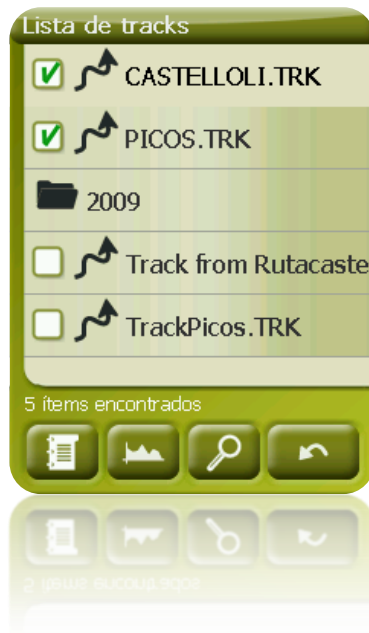 Lista de tracks
CASTELLOLI.TRK
PICOS.TRK
2009
Track from Rutacaste
TrackPicos.TRK
5 ítems encontrados